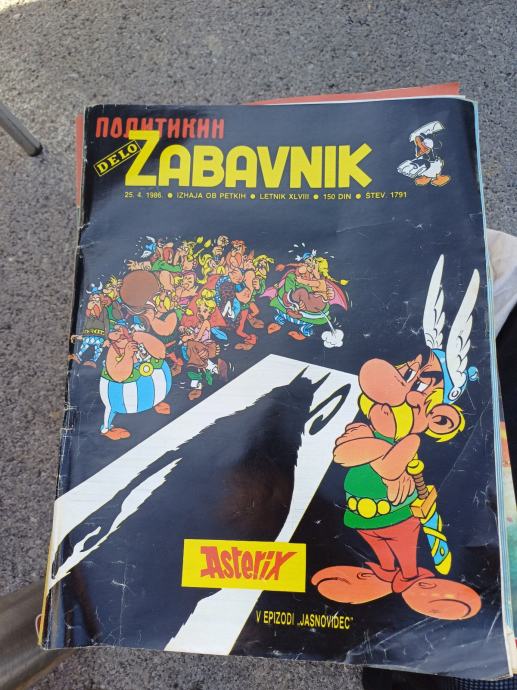 ПОЛИТИКИН
DELO
ZABAVNIK
25. 4. 1986. ● IZHAJA OB PETKIH ● LETNIK XLVIII ● 150 DIN ● ŠTEV. 1791
Asterix
V EPIZODI „JASNOVIDEC"